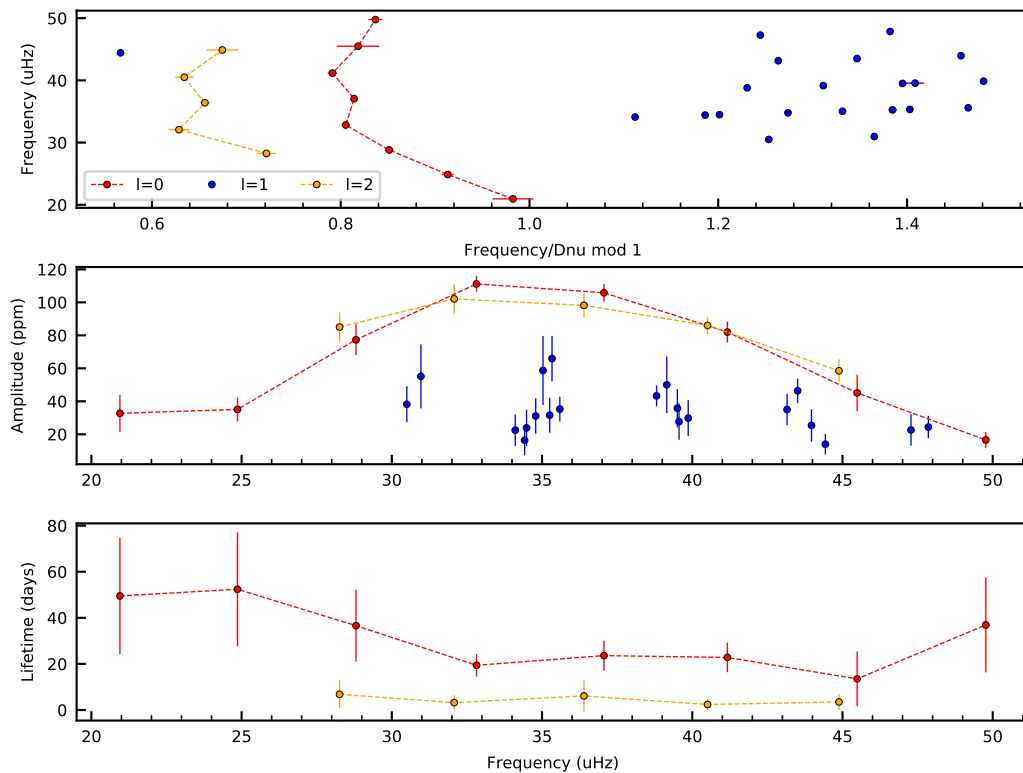 50
40
30
20
Frequency (uHz)
l=0 l=1 l=2
0.6 0.8 1.0 1.2 1.4
Frequency/Dnu mod 1
120
100
80
60
40
20
Amplitude (ppm)
20 25 30 35 40 45 50
80
60
40
20
0
Lifetime (days)
20 25 30 35 40 45 50
Frequency (uHz)